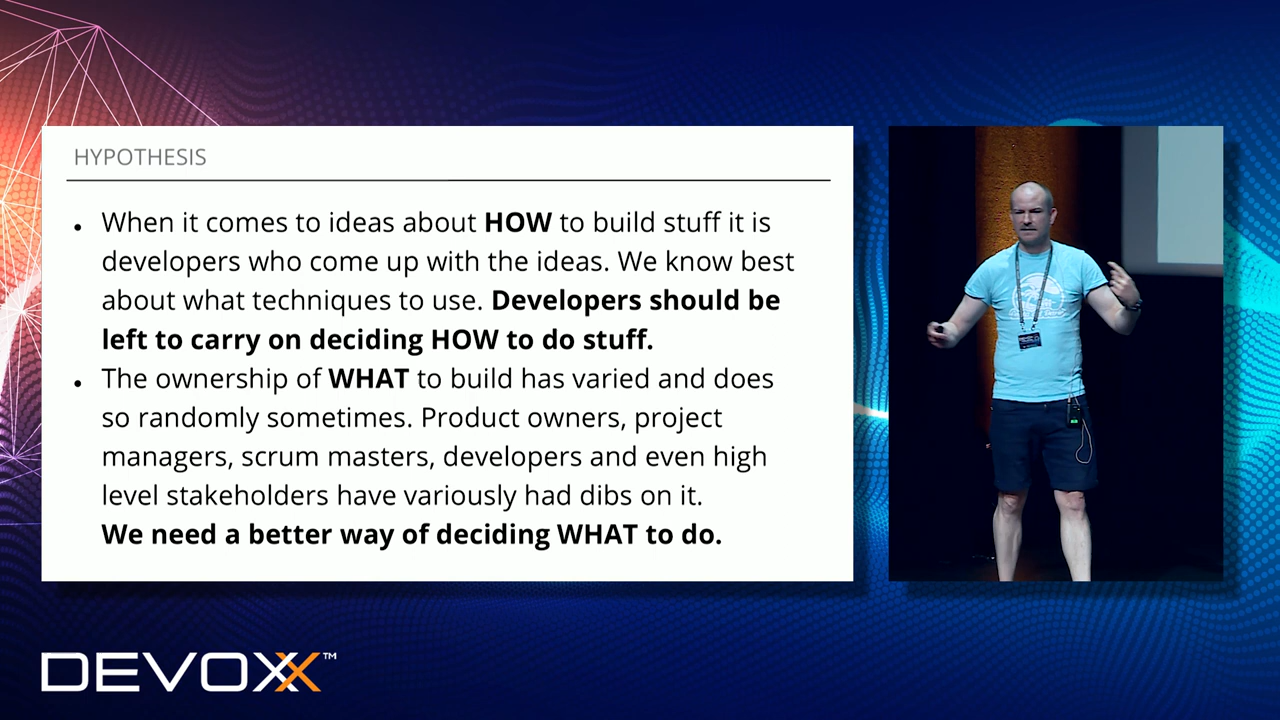 HYPOTHESIS
• When it comes to ideas about HOW to build stuff it is
developers who come up with the ideas. We know best
about what techniques to use. Developers should be
left to carry on deciding HOW to do stuff.
• The ownership of WHAT to build has varied and does
so randomly sometimes. Product owners, project
managers, scrum masters, developers and even high
level stakeholders have variously had dibs on it.
We need a better way of deciding WHAT to do.
DEVOXX™